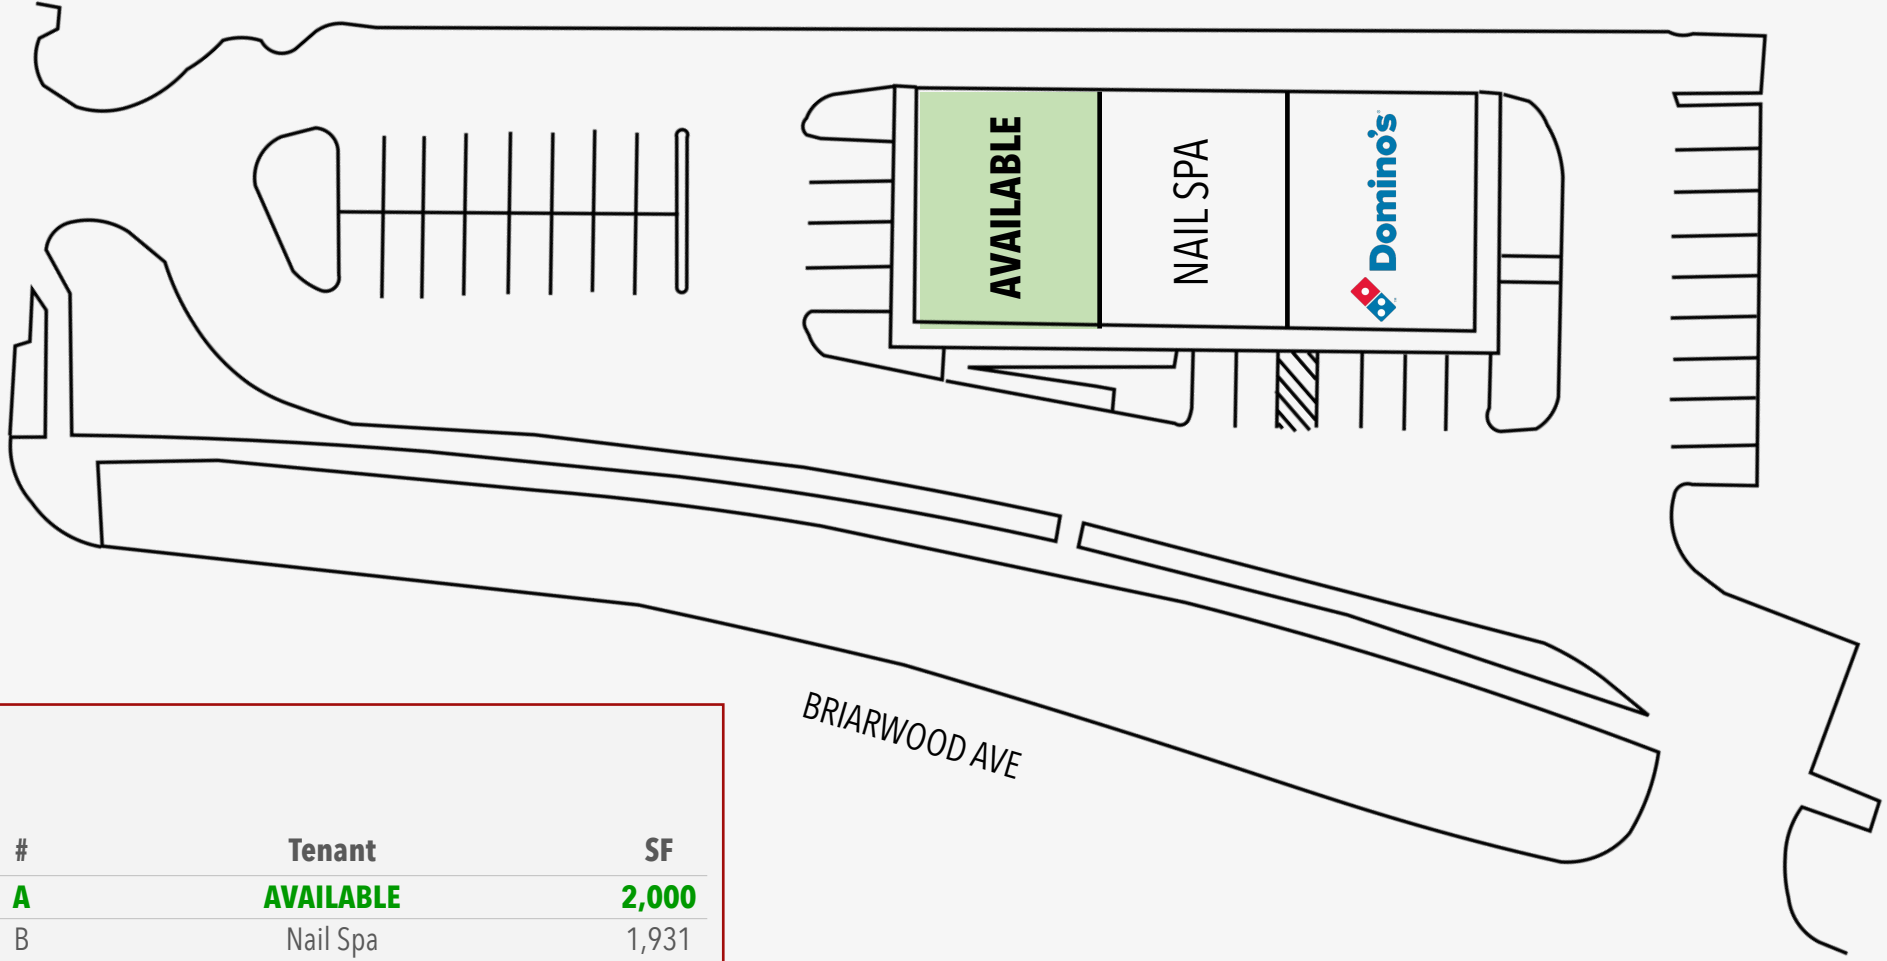 AVAILABLE
NAIL SPA
Domino's
BRIARWOOD AVE
# Tenant SF
A AVAILABLE 2,000
B Nail Spa 1,931